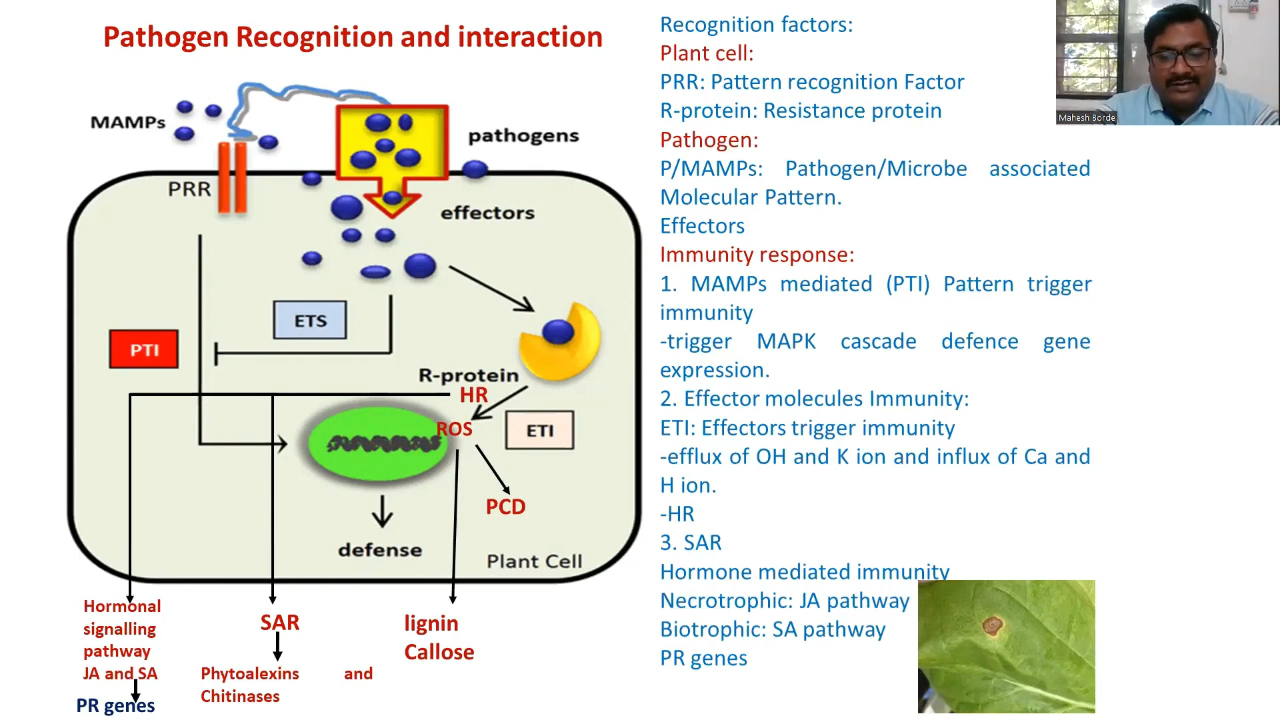 Pathogen Recognition and interaction
MAMPs
pathogens
PRR
effectors
ETS
PTI
R-protein
HR
ROS
ETI
PCD
defense
Plant Cell
Hormonal
signalling
pathway
JA and SA
PR genes
SAR
Phytoalexins and
Chitinases
lignin
Callose
Recognition factors:
Plant cell:
PRR: Pattern recognition Factor
R-protein: Resistance protein
Pathogen:
P/MAMPs: Pathogen/Microbe associated
Molecular Pattern.
Effectors
Immunity response:
1. MAMPs mediated (PTI) Pattern trigger
immunity
-trigger MAPK cascade defence gene
expression.
2. Effector molecules Immunity:
ETI: Effectors trigger immunity
-efflux of OH and K ion and influx of Ca and
H ion.
-HR
3. SAR
Hormone mediated immunity
Necrotrophic: JA pathway
Biotrophic: SA pathway
PR genes
Mahesh Borde